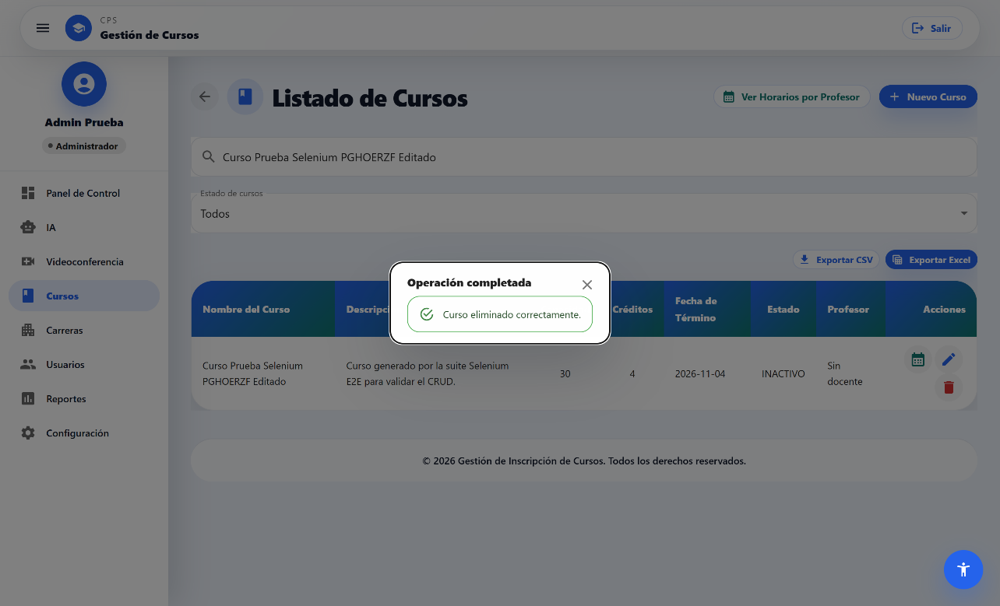 CPS
Gestión de Cursos
Salir
Admin Prueba
Administrador
Panel de Control
IA
Videoconferencia
Cursos
Carreras
Usuarios
Reportes
Configuración
Listado de Cursos
Ver Horarios por Profesor
Nuevo Curso
Curso Prueba Selenium PGHOERZF Editado
Estado de cursos
Todos
Exportar CSV
Exportar Excel
Operación completada
Curso eliminado correctamente.
Nombre del Curso
Descripci
Créditos
Fecha de
Término
Estado
Profesor
Acciones
Curso Prueba Selenium
PGHOERZF Editado
Curso generado por la suite Selenium
E2E para validar el CRUD.
30
4
2026-11-04
INACTIVO
Sin
docente
© 2026 Gestión de Inscripción de Cursos. Todos los derechos reservados.